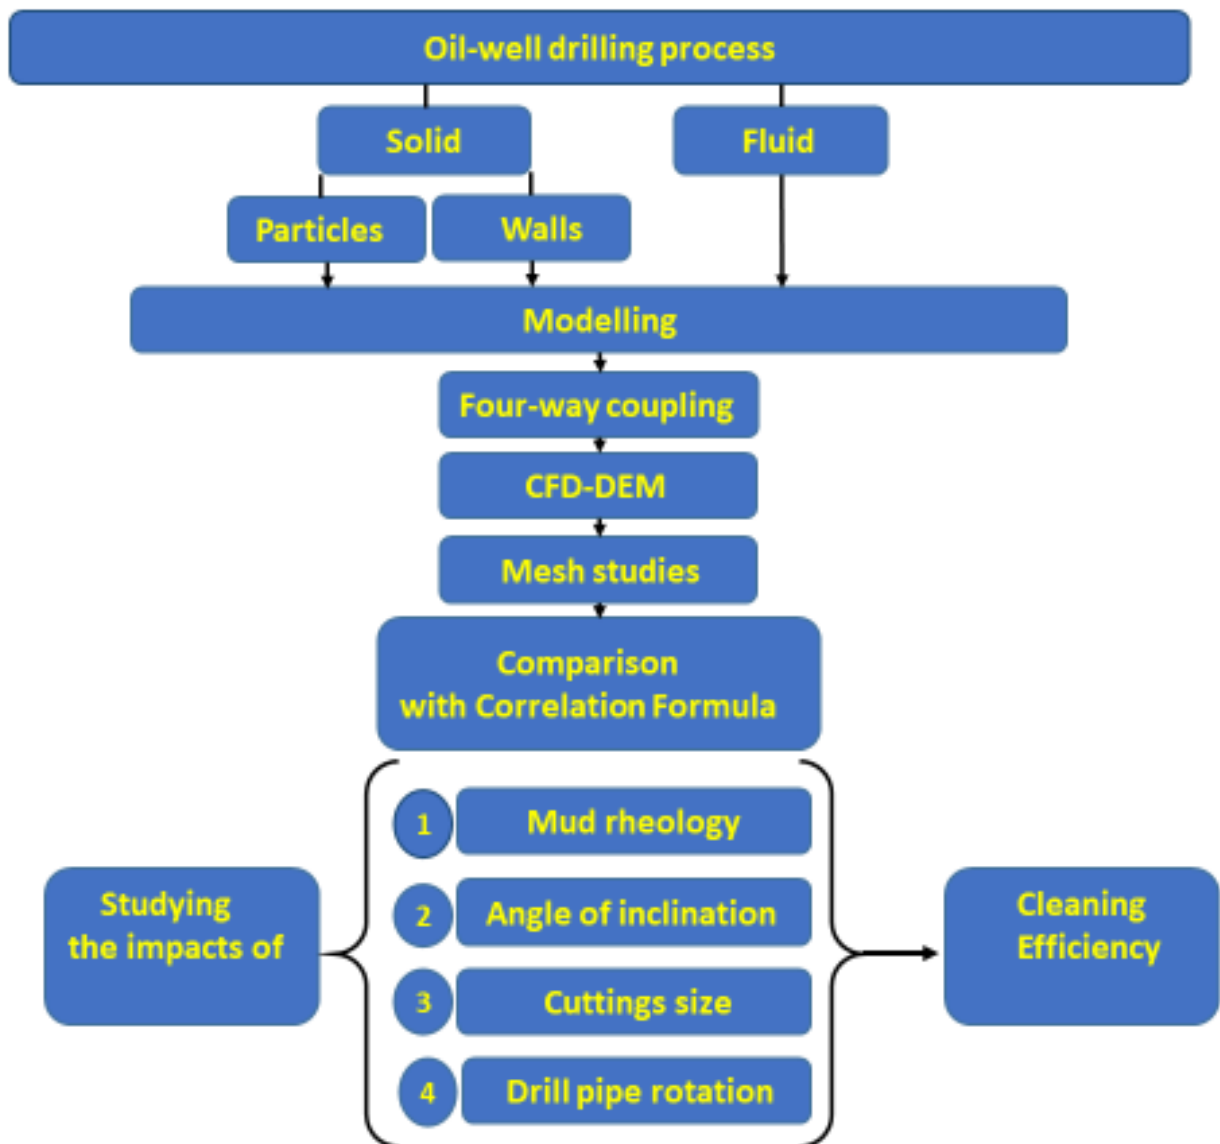 Oil-well drilling process
Solid
Fluid
Particles
Walls
Modelling
Four-way coupling
CFD-DEM
Mesh studies
Comparison
with Correlation Formula
Studying
the impacts of
1 Mud rheology
2 Angle of inclination
3 Cuttings size
4 Drill pipe rotation
Cleaning
Efficiency